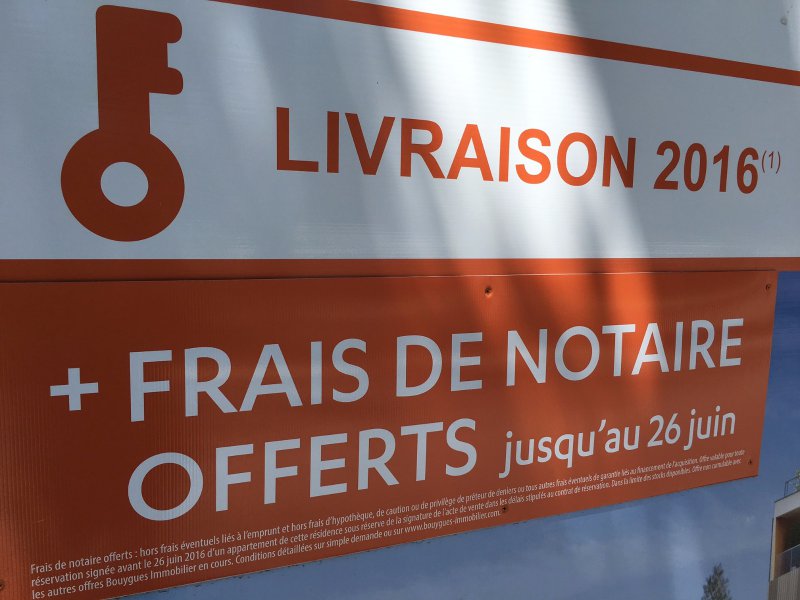 LIVRAISON 2016(1)
+ FRAIS DE NOTAIRE
OFFERTS jusqu'au 26 juin
Frais de notaire offerts : hors frais éventuels liés à l'emprunt et hors frais d'hypothèque, de caution ou de privilège de prêteur de deniers ou tous autres frais éventuels de garantie liés au financement de l'acquisition. Offre valable pour toute
réservation signée avant le 26 juin 2016 d'un appartement de cette résidence sous réserve de la signature de l'acte de vente dans les délais stipulés au contrat de réservation. Dans la limite des stocks disponibles. Offre non cumulable avec
les autres offres Bouygues Immobilier en cours. Conditions détaillées sur simple demande ou sur www.bouygues-immobilier.com.